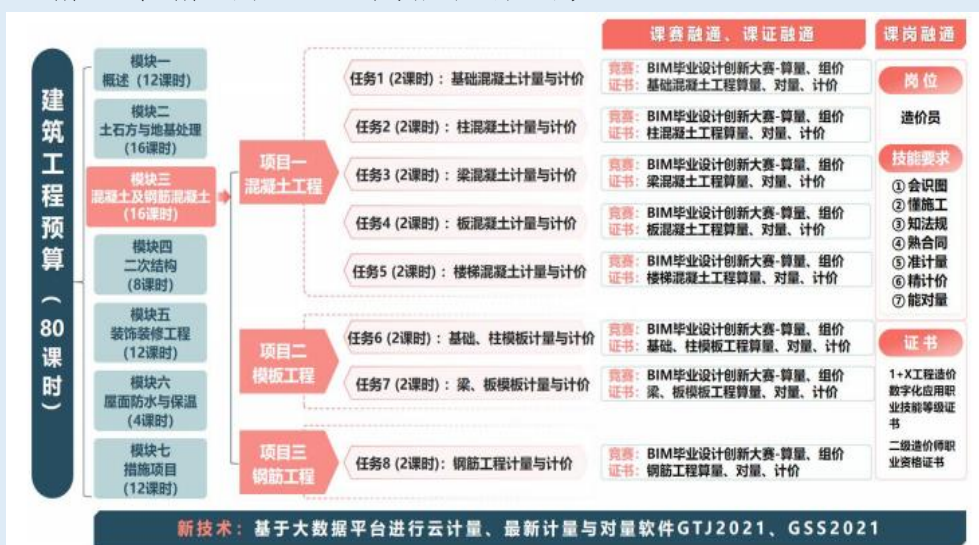 课赛融通、课证融通
课岗融通
建筑工程预算（80课时）
模块一
概述（12课时)
模块二
土石方与地基处理
(16课时)
模块三
混凝土及钢筋混凝土
(16课时)
模块四
二次结构
(8课时)
模块五
装饰装修工程
(12课时)
模块六
屋面防水与保温
(4课时)
模块七
措施项目
(12课时)
项目一
混凝土工程
任务1 (2课时)：基础混凝土计量与计价
竞赛：BIM毕业设计创新大赛-算量、组价
证书：基础混凝土工程算量、对量、计价
任务2 (2课时)：柱混凝土计量与计价
竞赛：BIM毕业设计创新大赛-算量、组价
证书：柱混凝土工程算量、对量、计价
任务3 (2课时)：梁混凝土计量与计价
竞赛：BIM毕业设计创新大赛-算量、组价
证书：梁混凝土工程算量、对量、计价
任务4 (2课时)：板混凝土计量与计价
竞赛：BIM毕业设计创新大赛-算量、组价
证书：板混凝土工程算量、对量、计价
任务5 (2课时)：楼梯混凝土计量与计价
竞赛：BIM毕业设计创新大赛-算量、组价
证书：楼梯混凝土工程算量、对量、计价
项目二
模板工程
任务6 (2课时)：基础、柱模板计量与计价
竞赛：BIM毕业设计创新大赛-算量、组价
证书：基础、柱模板工程算量、对量、计价
任务7 (2课时)：梁、板模板计量与计价
竞赛：BIM毕业设计创新大赛-算量、组价
证书：梁、板模板工程算量、对量、计价
项目三
钢筋工程
任务8 (2课时)：钢筋工程计量与计价
竞赛：BIM毕业设计创新大赛-算量、组价
证书：钢筋工程算量、对量、计价
岗位
造价员
技能要求
①会识图
②懂施工
③知法规
④熟合同
⑤准计量
⑥精计价
⑦能对量
证书
1+X工程造价
数字化应用职
业技能等级证
书
二级造价师职
业资格证书
新技术：基于大数据平台进行云计量、最新计量与对量软件GTJ2021、GSS2021